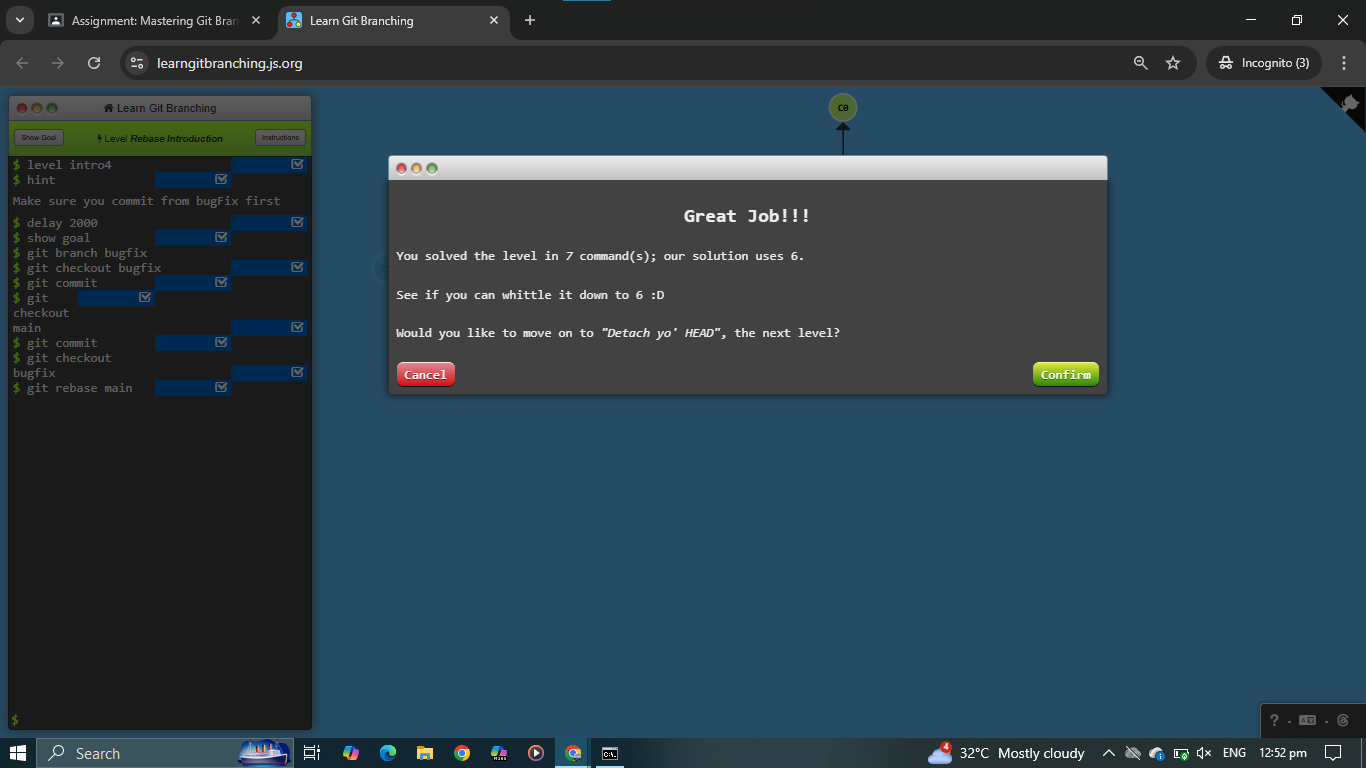 Assignment: Mastering Git Bran
Learn Git Branching
learngitbranching.js.org
Incognito (3)
Learn Git Branching
Show Goal
Level Rebase Introduction
Instructions
$ level intro4
$ hint
Make sure you commit from bugFix first
$ delay 2000
$ show goal
$ git branch bugfix
$ git checkout bugfix
$ git commit
$ git
checkout
main
$ git commit
$ git checkout
bugfix
$ git rebase main
$
C0
Great Job!!!
You solved the level in 7 command(s); our solution uses 6.
See if you can whittle it down to 6 :D
Would you like to move on to "Detach yo' HEAD", the next level?
Cancel
Confirm
?
Search
4
32°C Mostly cloudy
ENG
12:52 pm